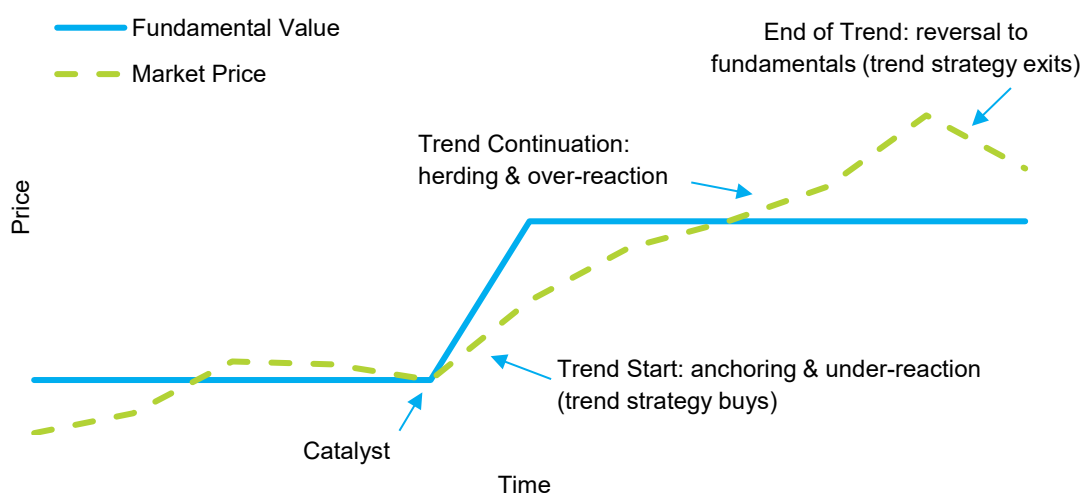 Fundamental Value
Market Price
End of Trend: reversal to
fundamentals (trend strategy exits)
Trend Continuation:
herding & over-reaction
Price
Trend Start: anchoring & under-reaction
(trend strategy buys)
Catalyst
Time